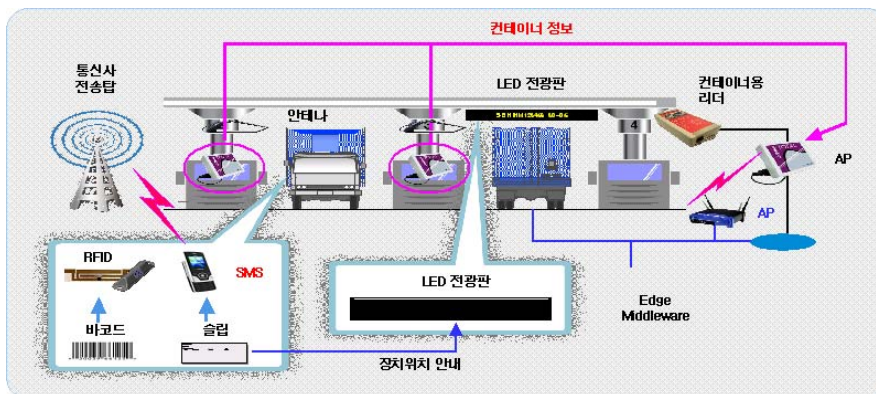 컨테이너 정보
통신사
전송탑
LED 전광판
컨테이너용
리더
안테나
4
AP
AP
RFID
SMS
LED 전광판
바코드
슬립
Edge
Middleware
장치위치 안내